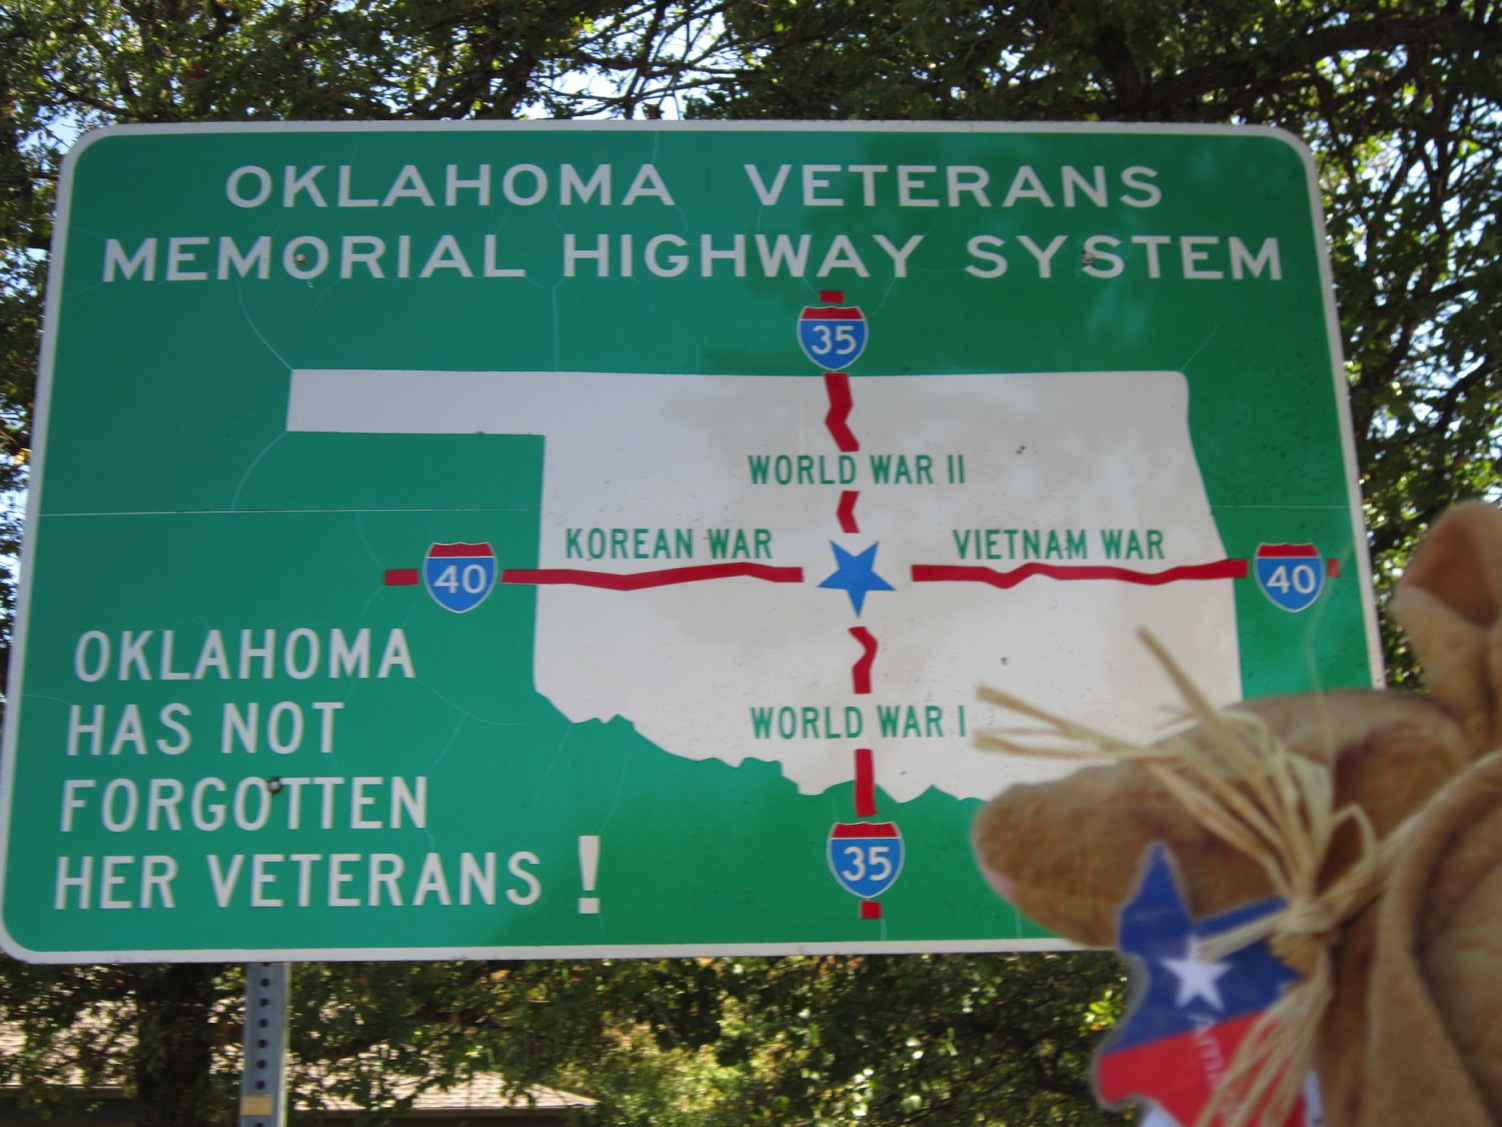 OKLAHOMA VETERANS
MEMORIAL HIGHWAY SYSTEM
35
WORLD WAR II
KOREAN WAR
VIETNAM WAR
40
40
WORLD WAR I
35
OKLAHOMA
HAS NOT
FORGOTTEN
HER VETERANS!